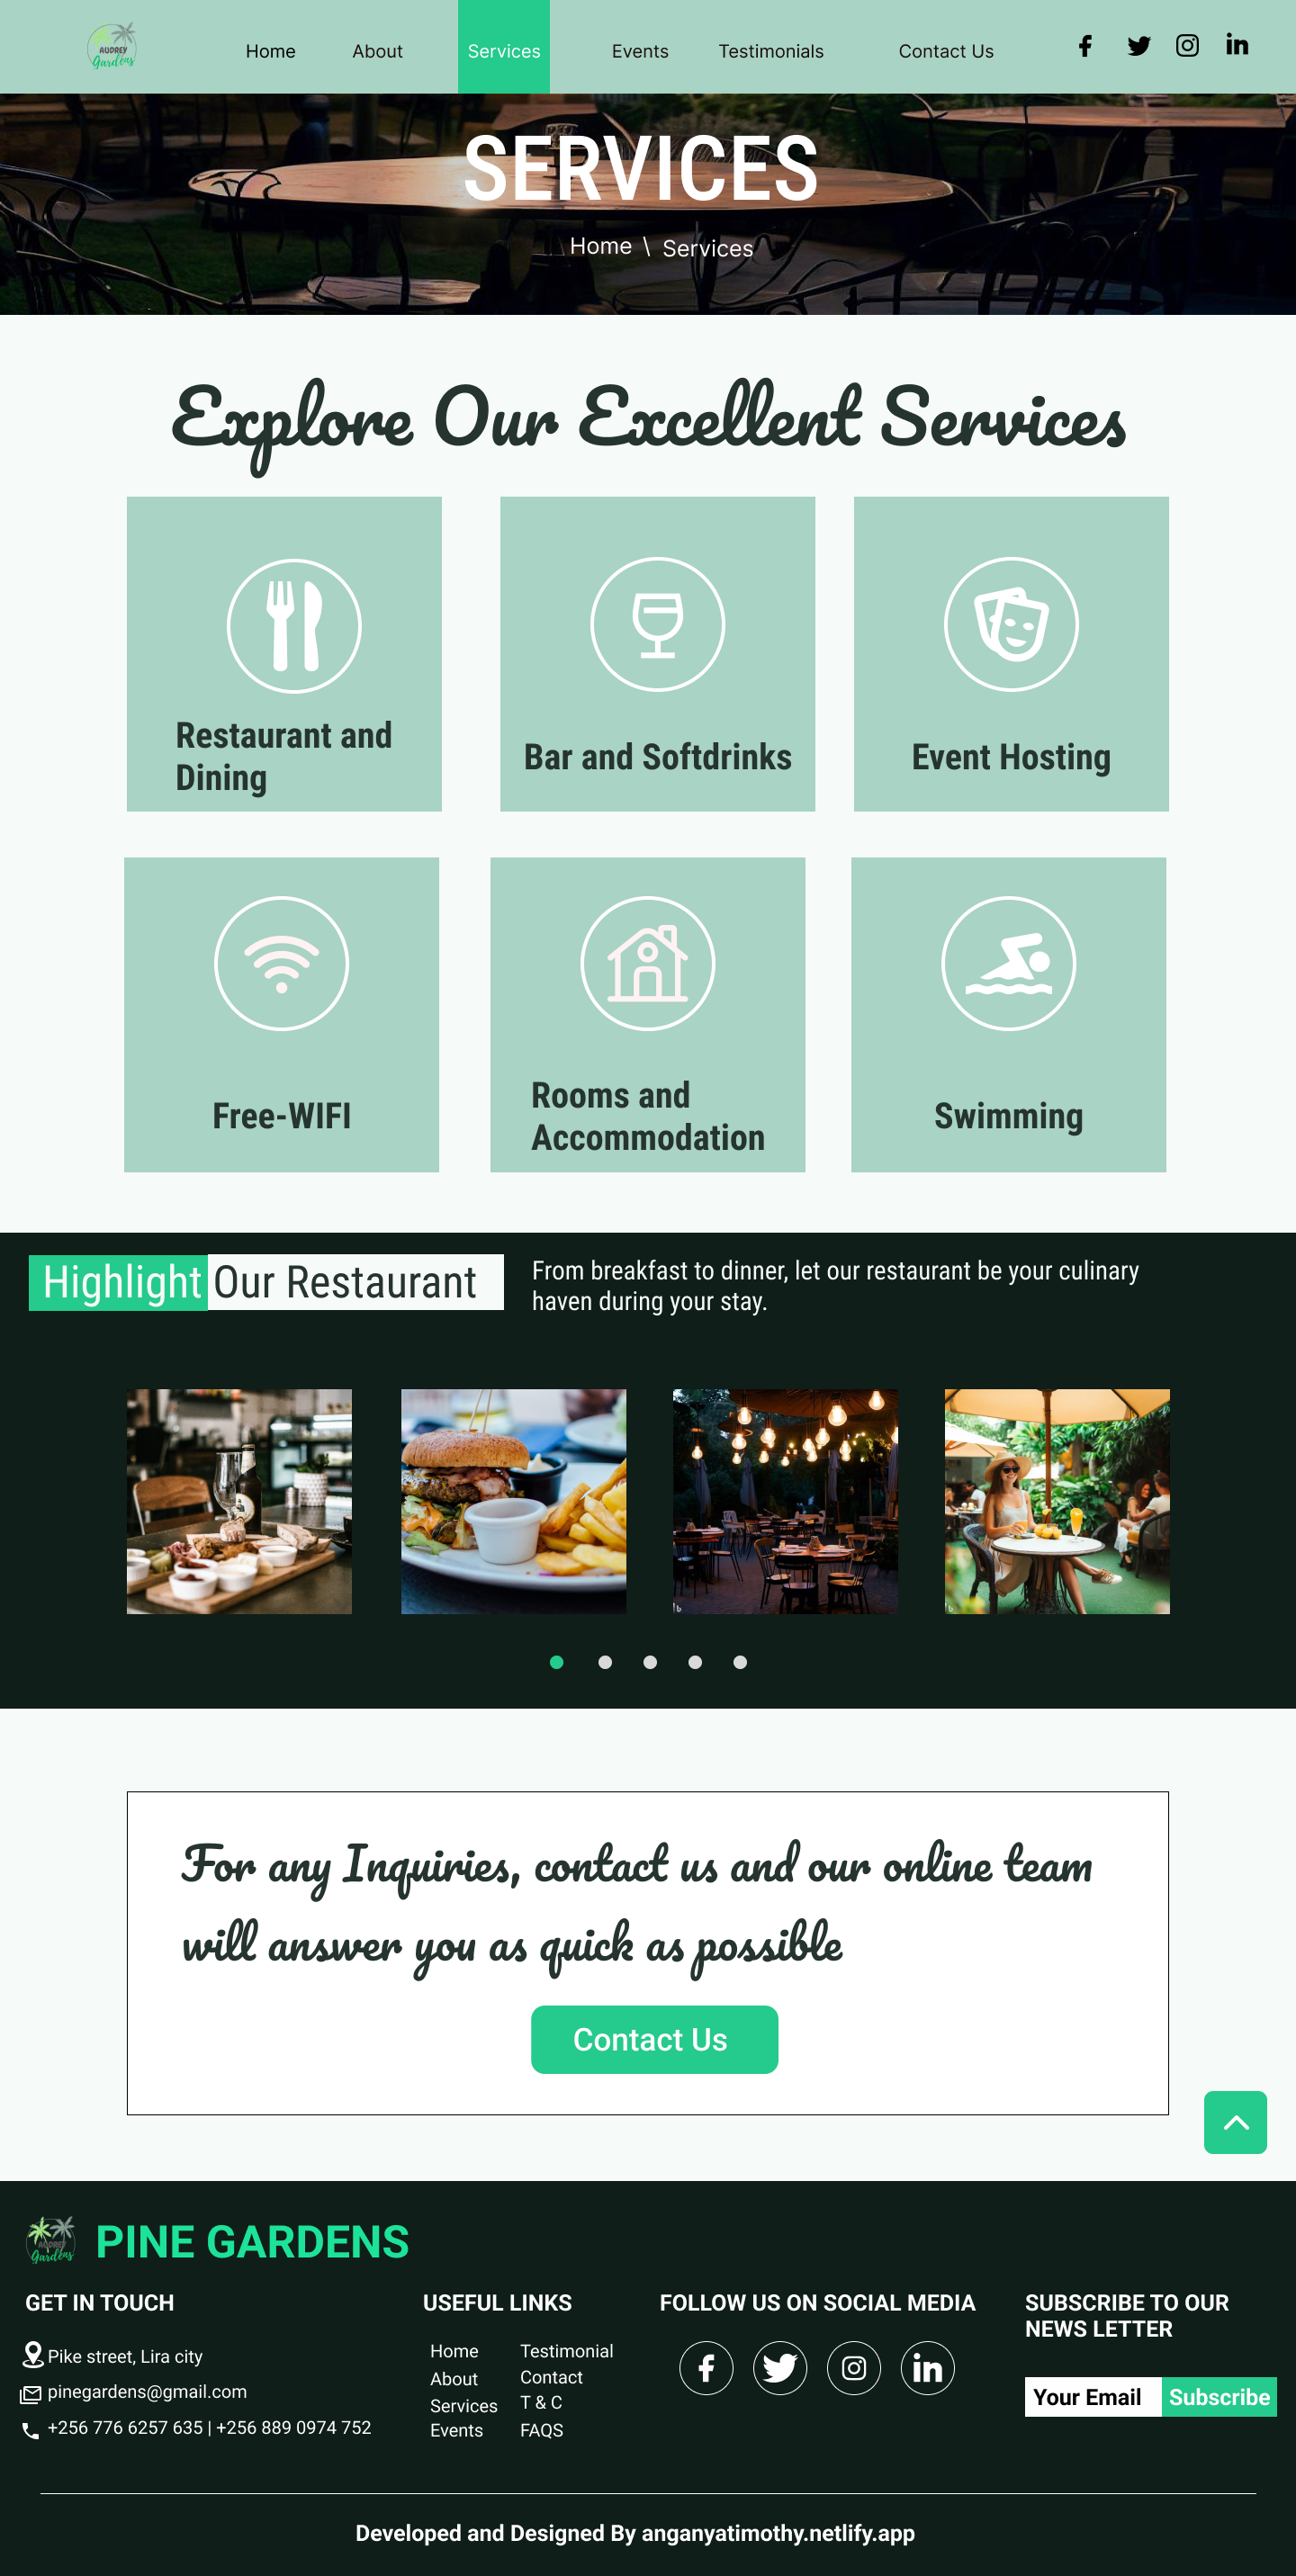 AUDREY
Gardens
Home About Services Events Testimonials Contact Us
SERVICES
Home \ Services
Explore Our Excellent Services
Restaurant and
Dining
Bar and Softdrinks
Event Hosting
Free-WIFI
Rooms and
Accommodation
Swimming
Highlight Our Restaurant
From breakfast to dinner, let our restaurant be your culinary
haven during your stay.
For any Inquiries, contact us and our online team
will answer you as quick as possible
Contact Us
AUDREY
Gardens
PINE GARDENS
GET IN TOUCH
Pike street, Lira city
pinegardens@gmail.com
+256 776 6257 635 | +256 889 0974 752
USEFUL LINKS
Home
About
Services
Events
Testimonial
Contact
T & C
FAQS
FOLLOW US ON SOCIAL MEDIA
SUBSCRIBE TO OUR
NEWS LETTER
Your Email Subscribe
Developed and Designed By anganyatimothy.netlify.app